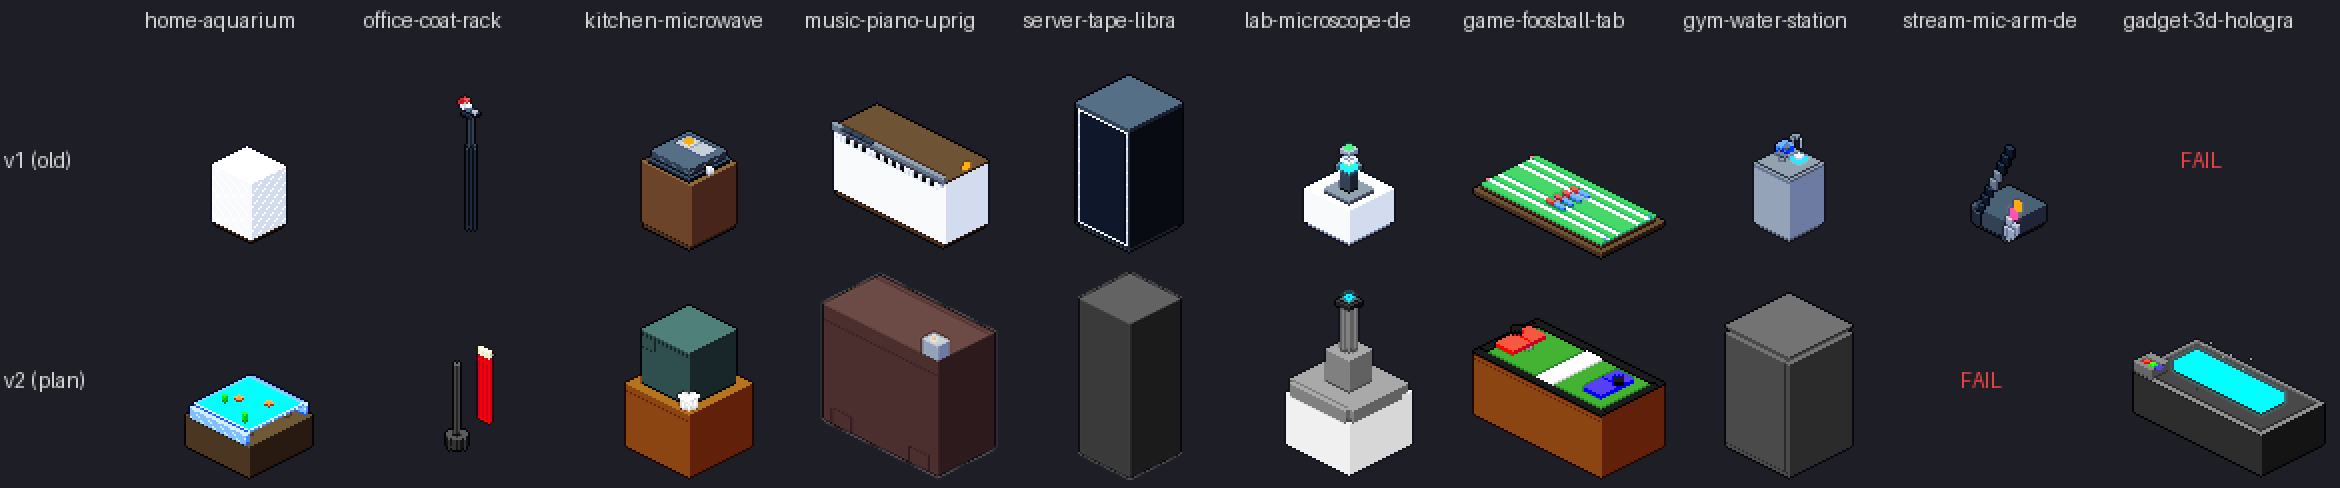 home-aquarium office-coat-rack kitchen-microwave music-piano-uprig server-tape-libra lab-microscope-de game-foosball-tab gym-water-station stream-mic-arm-de gadget-3d-hologra
v1 (old) FAIL
v2 (plan) FAIL